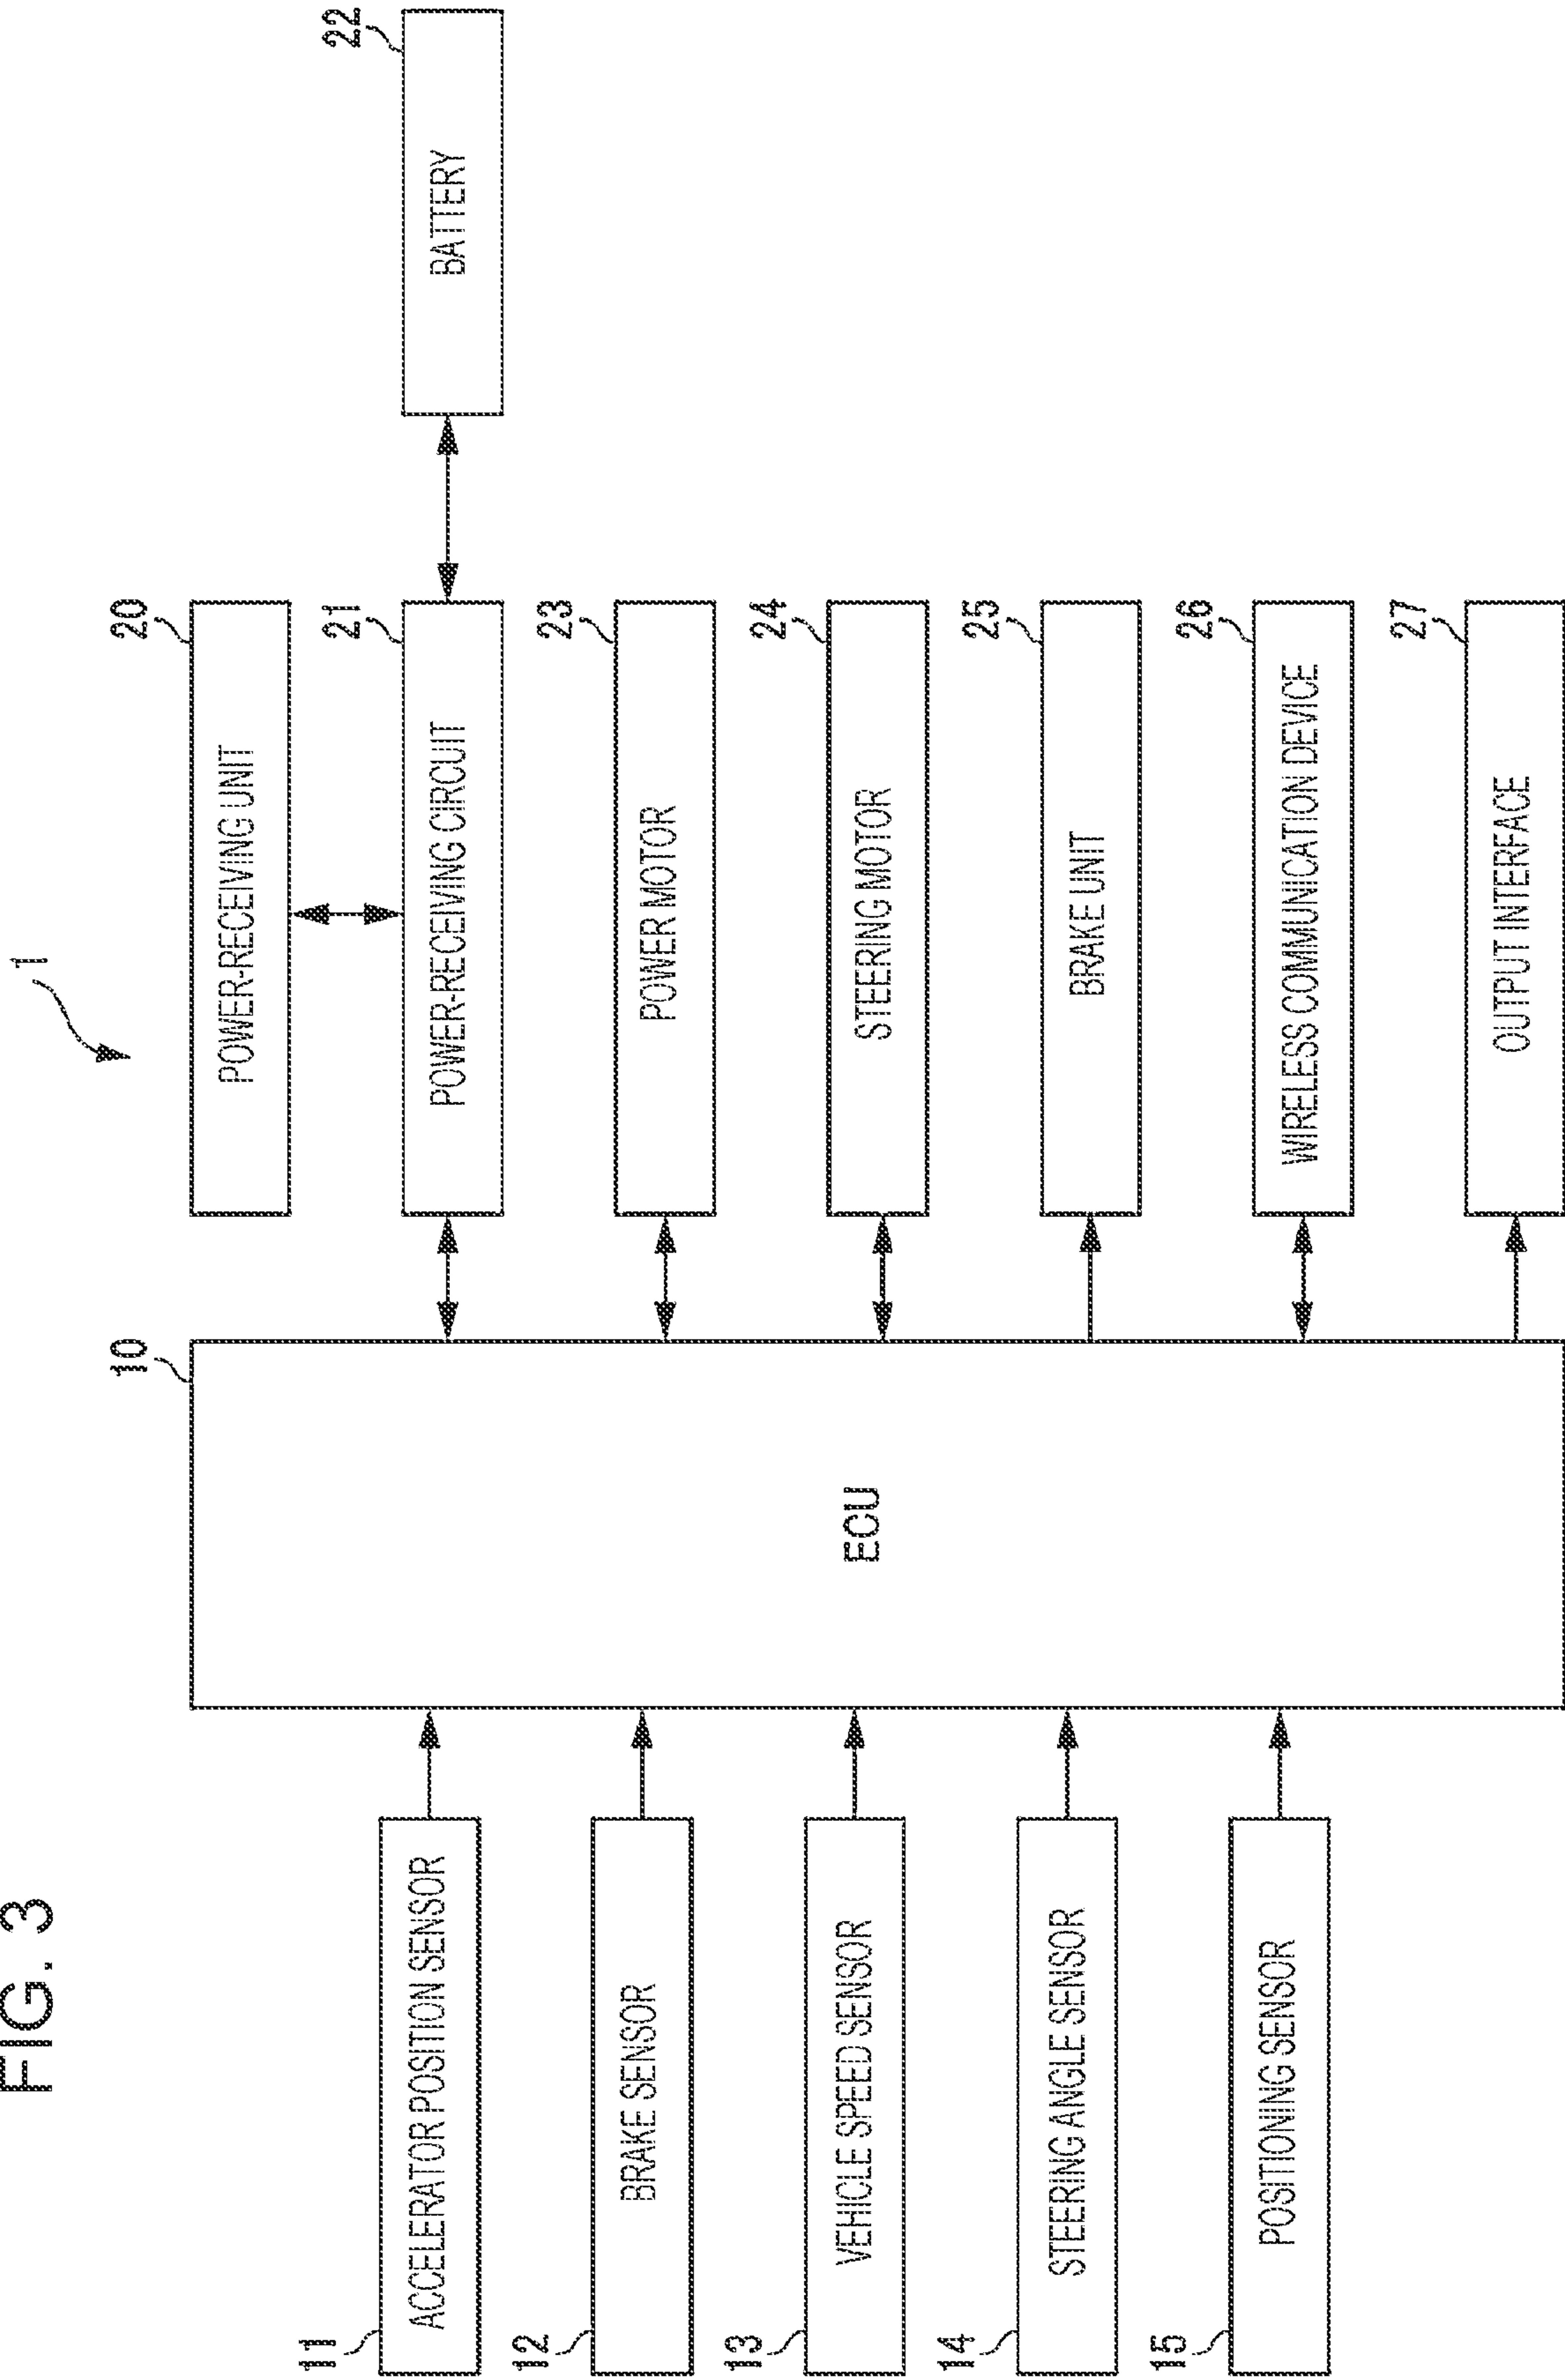 FIG. 3
1
11
ACCELERATOR POSITION SENSOR
12
BRAKE SENSOR
13
VEHICLE SPEED SENSOR
14
STEERING ANGLE SENSOR
15
POSITIONING SENSOR
10
ECU
20
POWER-RECEIVING UNIT
21
POWER-RECEIVING CIRCUIT
22
BATTERY
23
POWER MOTOR
24
STEERING MOTOR
25
BRAKE UNIT
26
WIRELESS COMMUNICATION DEVICE
27
OUTPUT INTERFACE